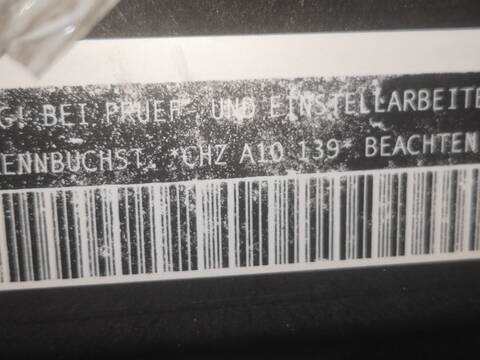 G! BEI PRUEF- UND EINSTELLARBEITE
ENNBUCHST. *CHZ A10 139* BEACHTEN